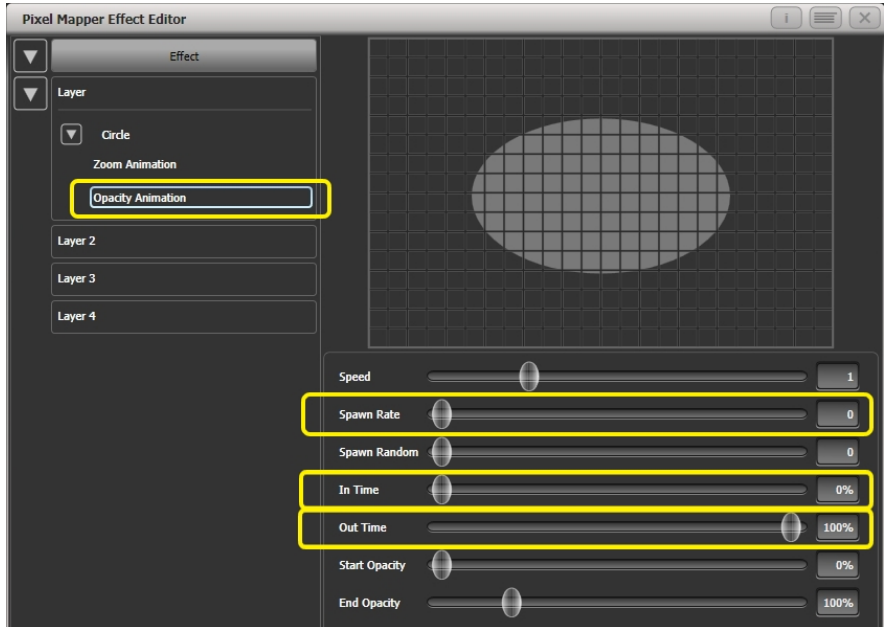 Pixel Mapper Effect Editor
i
Effect
Layer
Circle
Zoom Animation
Opacity Animation
Layer 2
Layer 3
Layer 4
Speed 1
Spawn Rate 0
Spawn Random 0
In Time 0%
Out Time 100%
Start Opacity 0%
End Opacity 100%